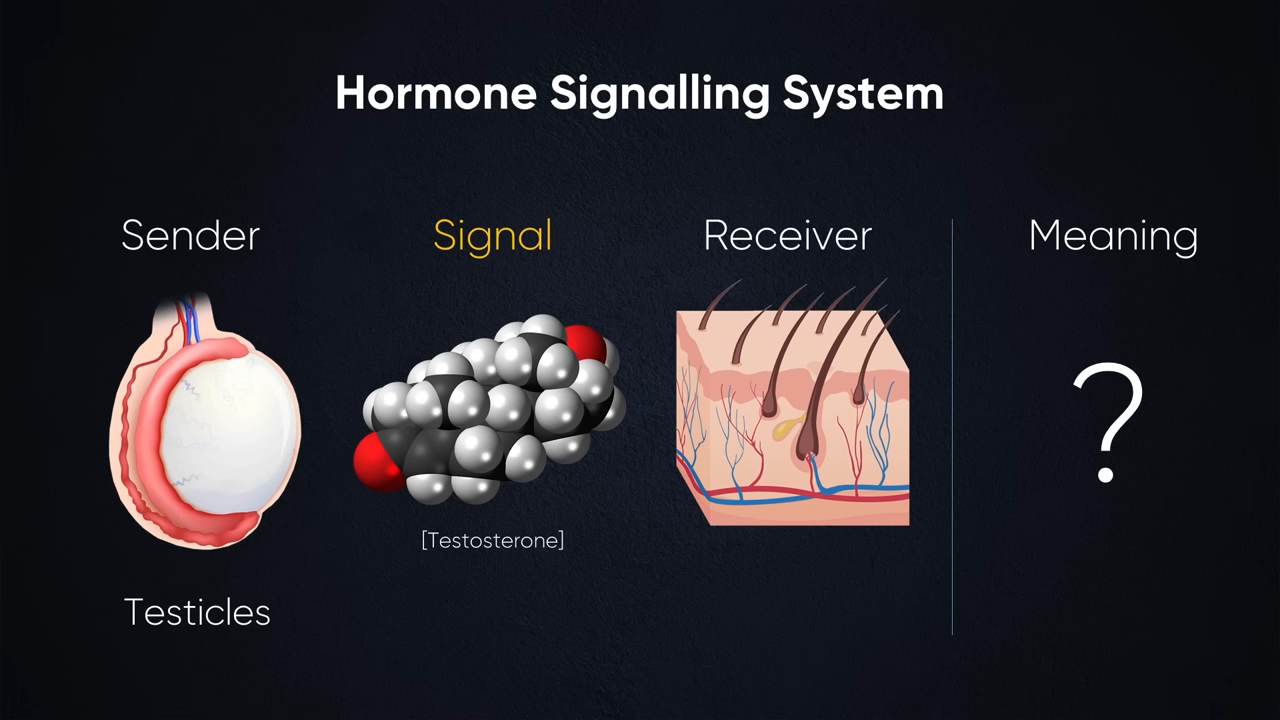 Hormone Signalling System
Sender
Signal
Receiver
Meaning
?
[Testosterone]
Testicles